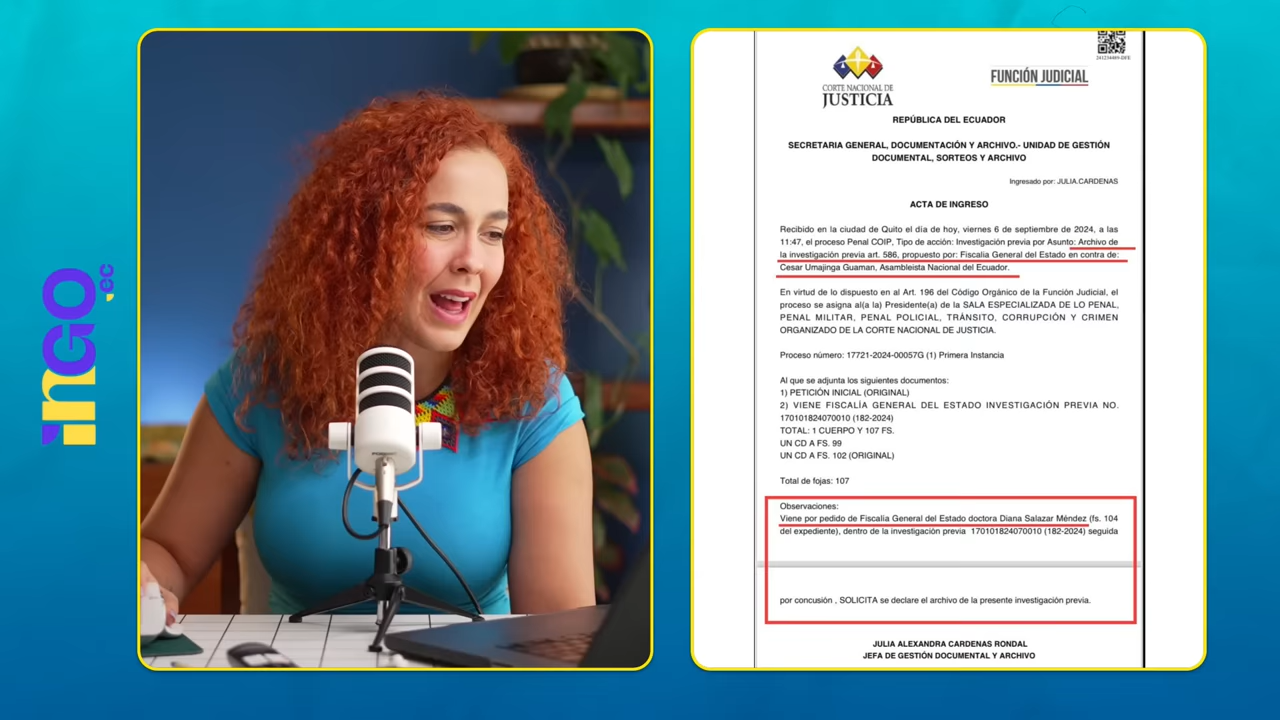 INGO.cc
241234489-DFE
CORTE NACIONAL DE
JUSTICIA
FUNCIÓN JUDICIAL
REPÚBLICA DEL ECUADOR
SECRETARIA GENERAL, DOCUMENTACIÓN Y ARCHIVO.- UNIDAD DE GESTIÓN
DOCUMENTAL, SORTEOS Y ARCHIVO
Ingresado por: JULIA.CARDENAS
ACTA DE INGRESO
Recibido en la ciudad de Quito el día de hoy, viernes 6 de septiembre de 2024, a las
11:47, el proceso Penal COIP, Tipo de acción: Investigación previa por Asunto: Archivo de
la investigación previa art. 586, propuesto por: Fiscalia General del Estado en contra de:
Cesar Umajinga Guaman, Asambleista Nacional del Ecuador.
En virtud de lo dispuesto en al Art. 196 del Código Orgánico de la Función Judicial, el
proceso se asigna al(a la) Presidente(a) de la SALA ESPECIALIZADA DE LO PENAL,
PENAL MILITAR, PENAL POLICIAL, TRÁNSITO, CORRUPCIÓN Y CRIMEN
ORGANIZADO DE LA CORTE NACIONAL DE JUSTICIA.
Proceso número: 17721-2024-00057G (1) Primera Instancia
Al que se adjunta los siguientes documentos:
1) PETICIÓN INICIAL (ORIGINAL)
2) VIENE FISCALÍA GENERAL DEL ESTADO INVESTIGACIÓN PREVIA NO.
170101824070010 (182-2024)
TOTAL: 1 CUERPO Y 107 FS.
UN CD A FS. 99
UN CD A FS. 102 (ORIGINAL)
Total de fojas: 107
Observaciones:
Viene por pedido de Fiscalía General del Estado doctora Diana Salazar Méndez (fs. 104
del expediente), dentro de la investigación previa 170101824070010 (182-2024) seguida
por concusión , SOLICITA se declare el archivo de la presente investigación previa.
JULIA ALEXANDRA CARDENAS RONDAL
JEFA DE GESTIÓN DOCUMENTAL Y ARCHIVO